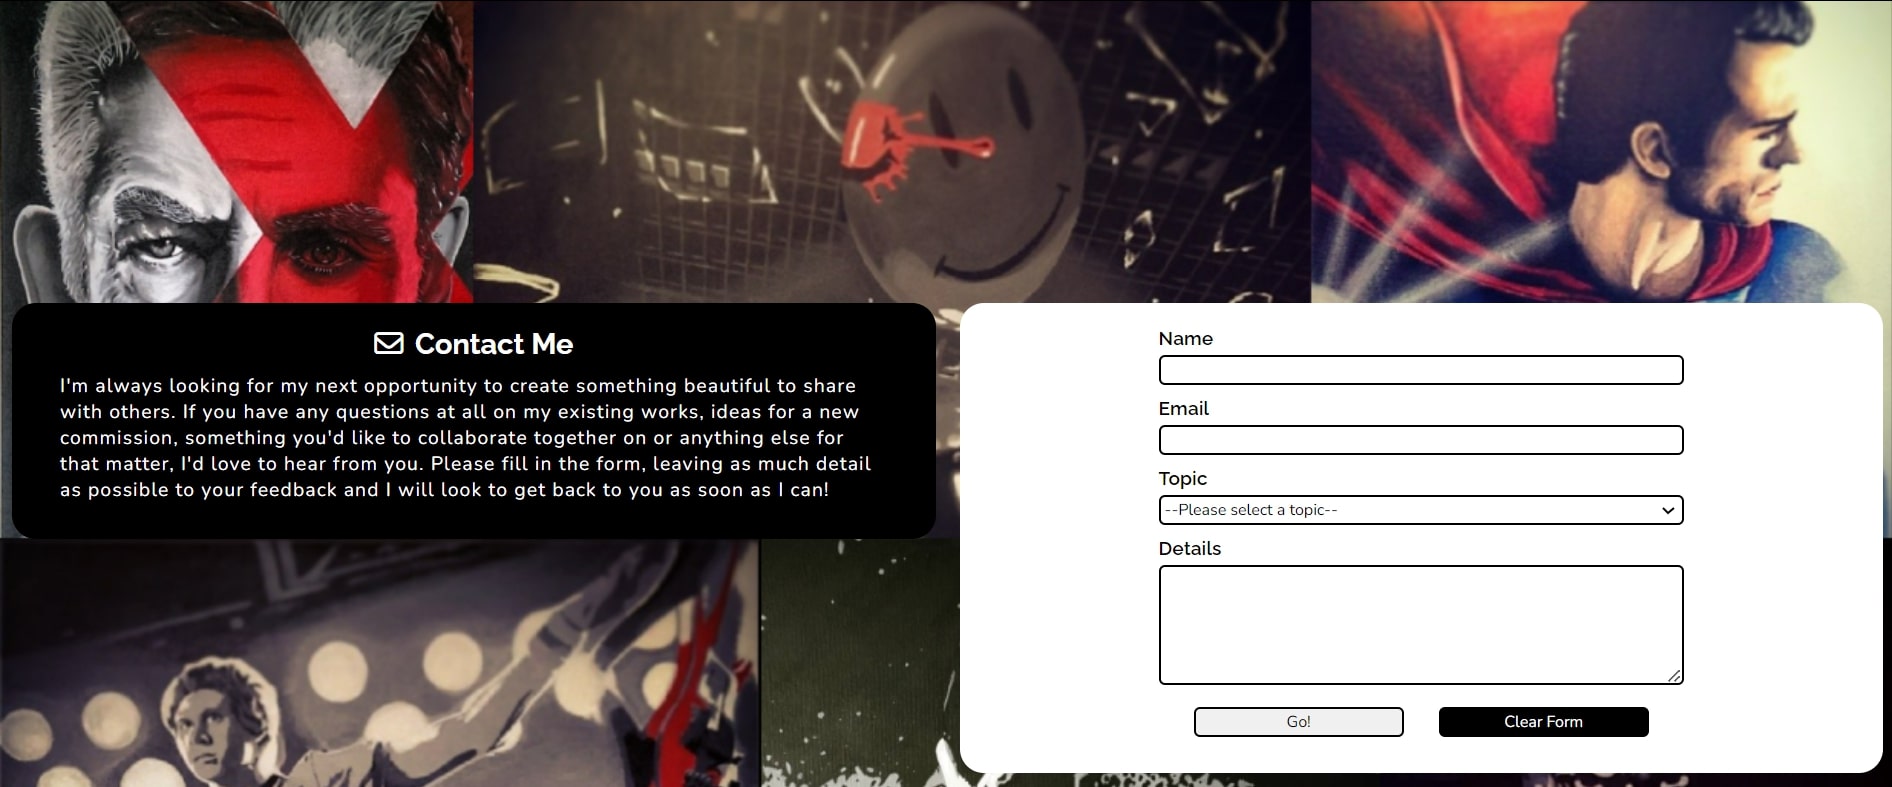 Contact Me
I'm always looking for my next opportunity to create something beautiful to share
with others. If you have any questions at all on my existing works, ideas for a new
commission, something you'd like to collaborate together on or anything else for
that matter, I'd love to hear from you. Please fill in the form, leaving as much detail
as possible to your feedback and I will look to get back to you as soon as I can!
Name
Email
Topic
--Please select a topic--
Details
Go!
Clear Form